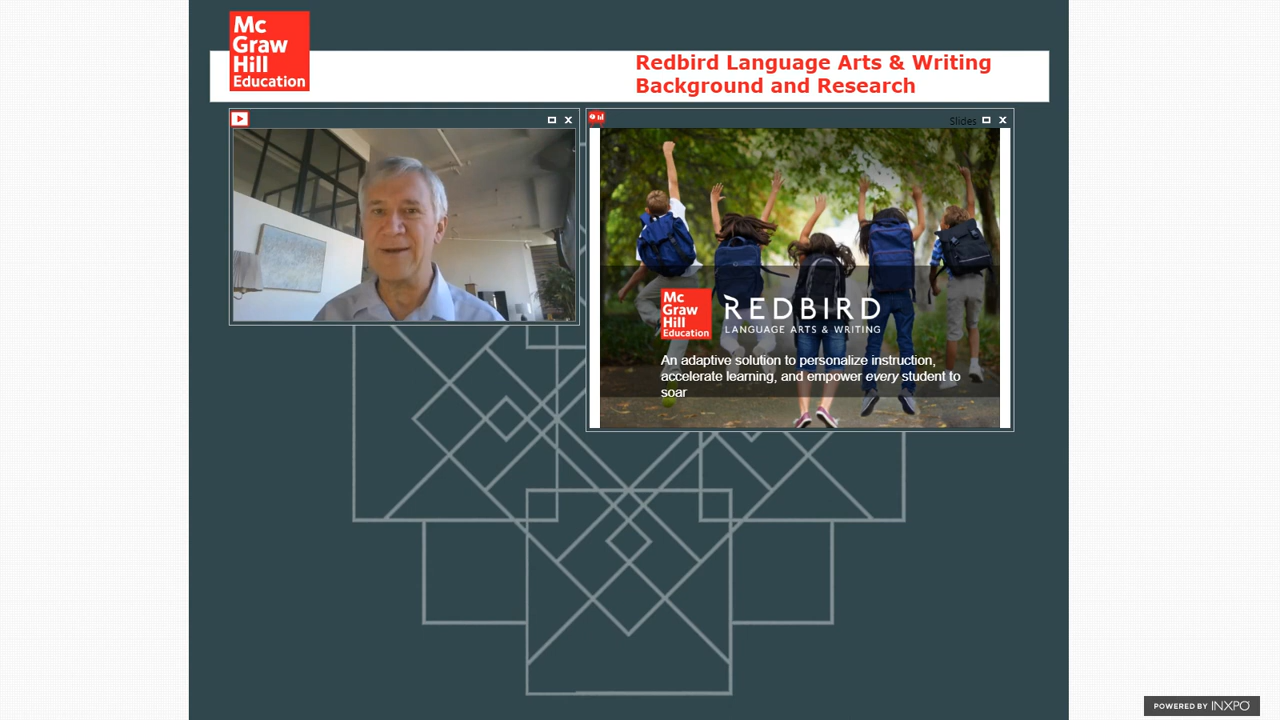 Mc
Graw
Hill
Education
Redbird Language Arts & Writing
Background and Research
Slides
Mc
Graw
Hill
Education
REDBIRD
LANGUAGE ARTS & WRITING
An adaptive solution to personalize instruction,
accelerate learning, and empower every student to
soar
POWERED BY INXPO